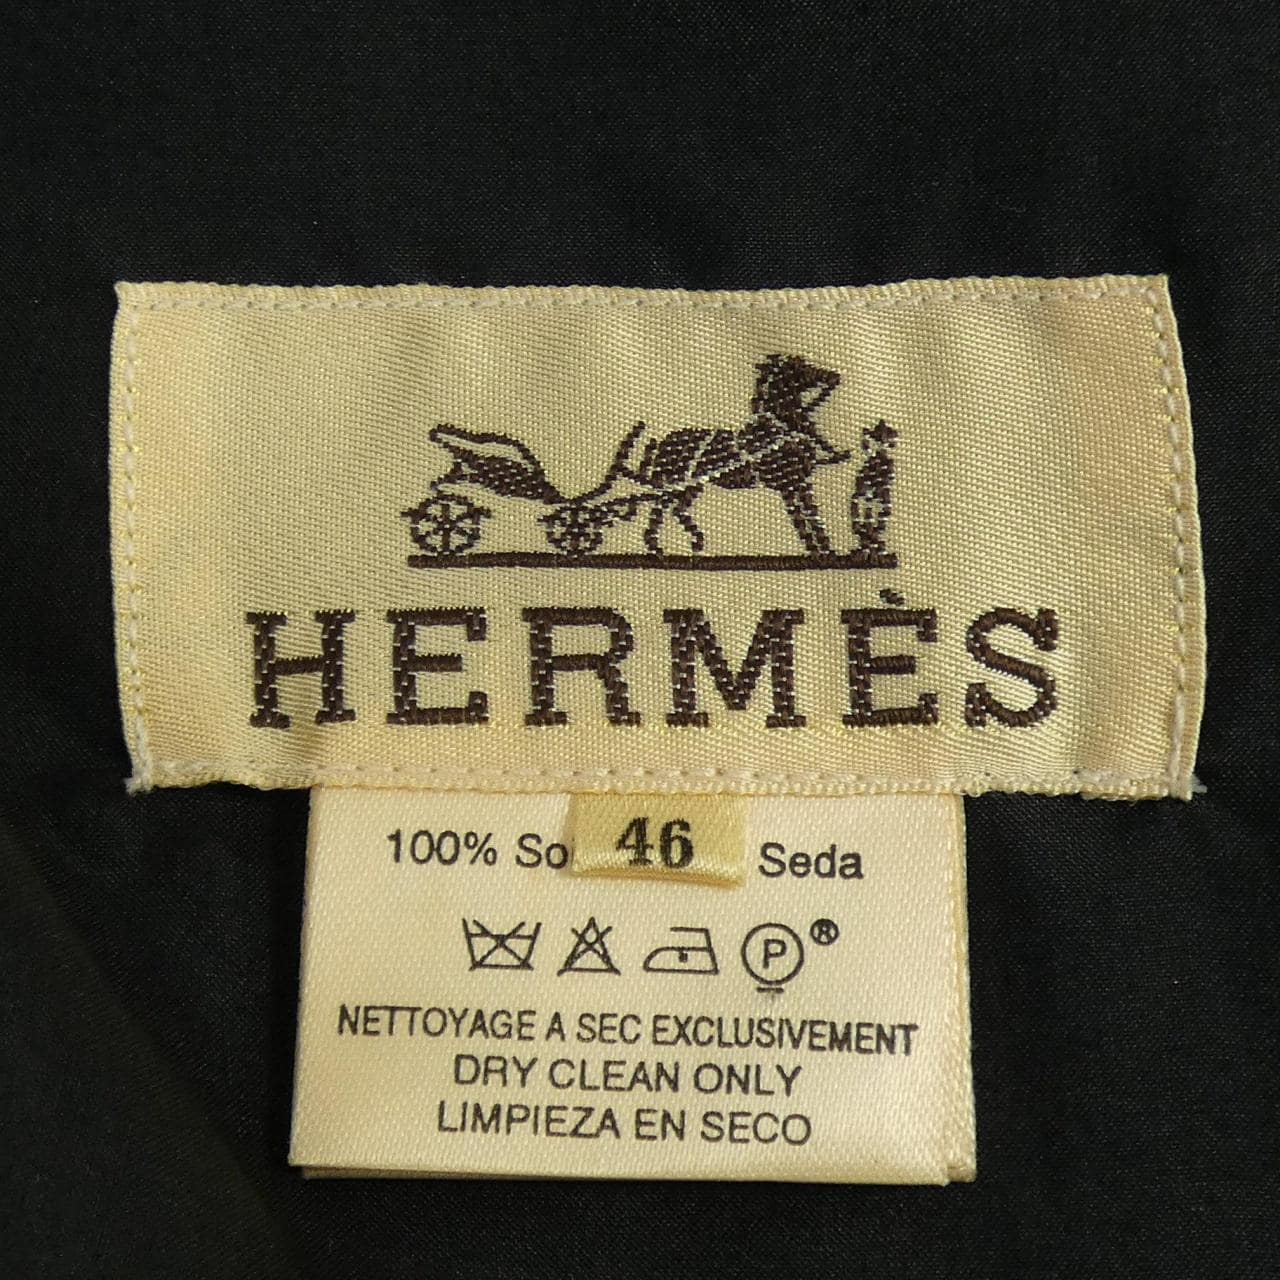 HERMÈS
46
100% So Seda
P ®
NETTOYAGE A SEC EXCLUSIVEMENT
DRY CLEAN ONLY
LIMPIEZA EN SECO